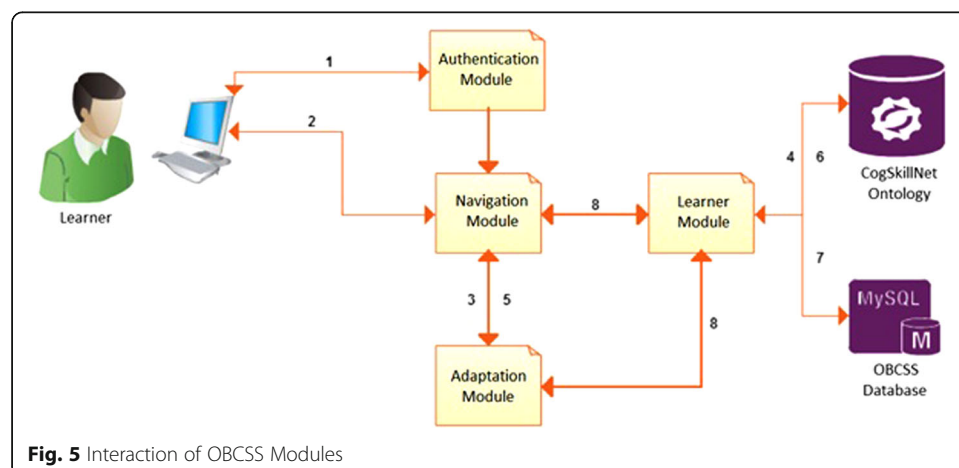 1
Authentication
Module
2
Learner
Navigation
Module
8
Learner
Module
4
6
CogSkillNet
Ontology
7
3
5
8
MySQL
M
Adaptation
Module
OBCSS
Database
Fig. 5 Interaction of OBCSS Modules